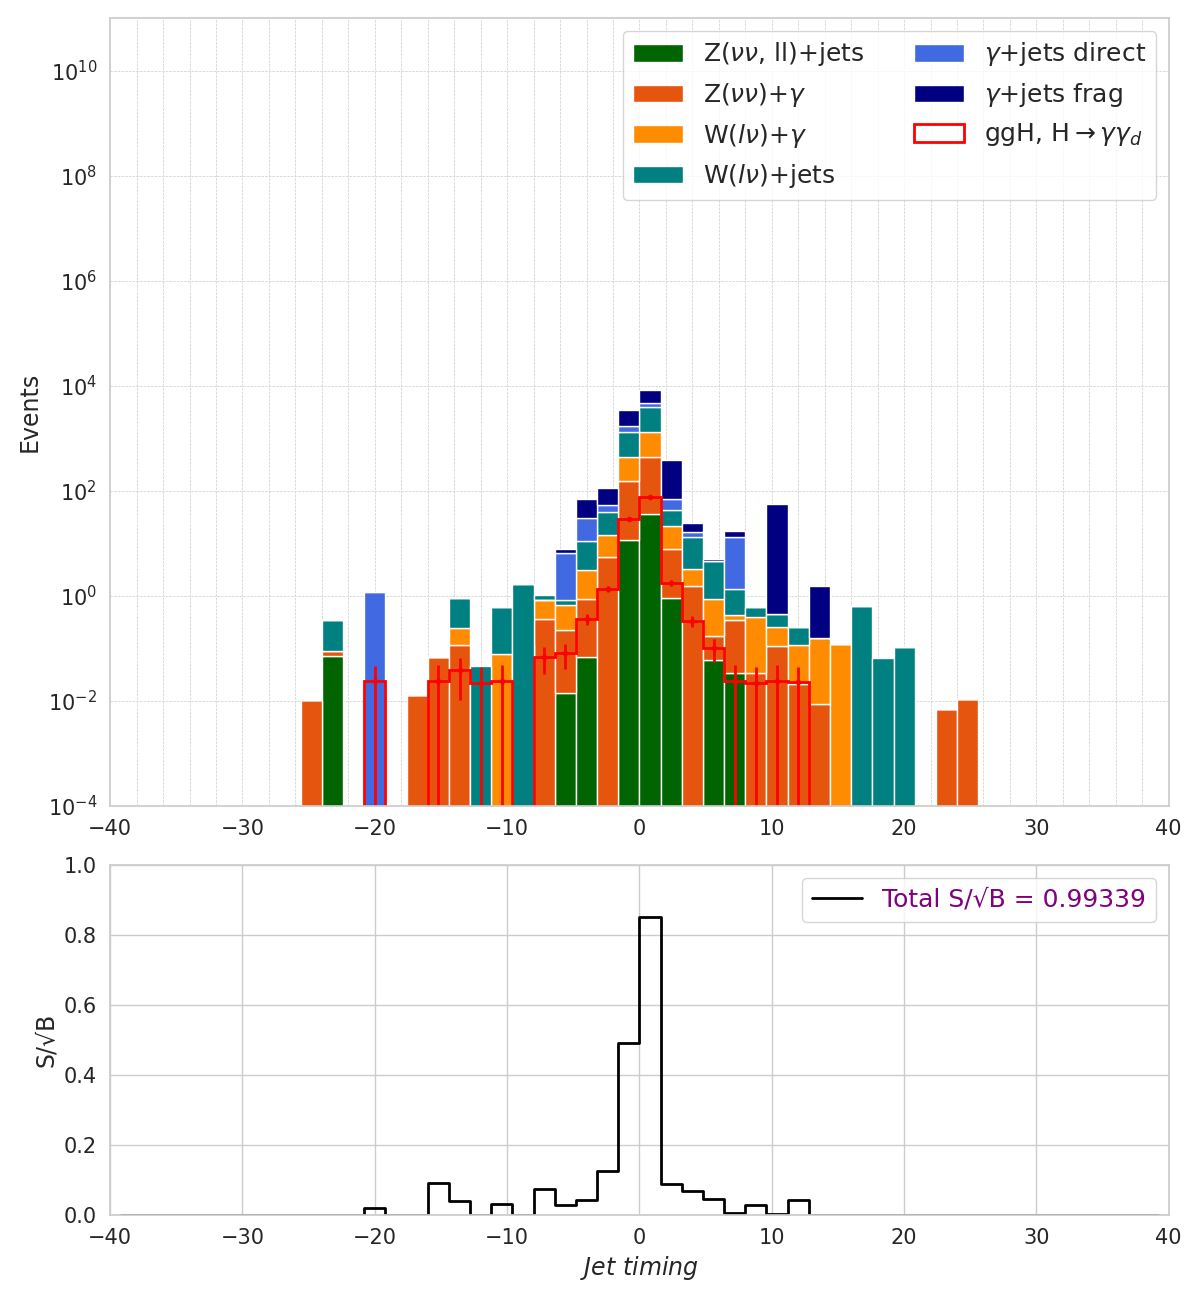 Z(νν, ll)+jets
Z(νν)+γ
W(lν)+γ
W(lν)+jets
γ+jets direct
γ+jets frag
ggH, H→γγ_d
Events
10^10
10^8
10^6
10^4
10^2
10^0
10^−2
10^−4
−40 −30 −20 −10 0 10 20 30 40
Total S/√B = 0.99339
S/√B
1.0
0.8
0.6
0.4
0.2
0.0
−40 −30 −20 −10 0 10 20 30 40
Jet timing